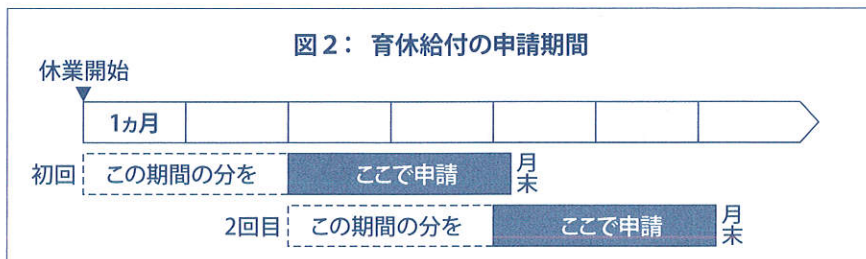 図2： 育休給付の申請期間
休業開始
1ヵ月
初回 この期間の分を ここで申請 月末
2回目 この期間の分を ここで申請 月末